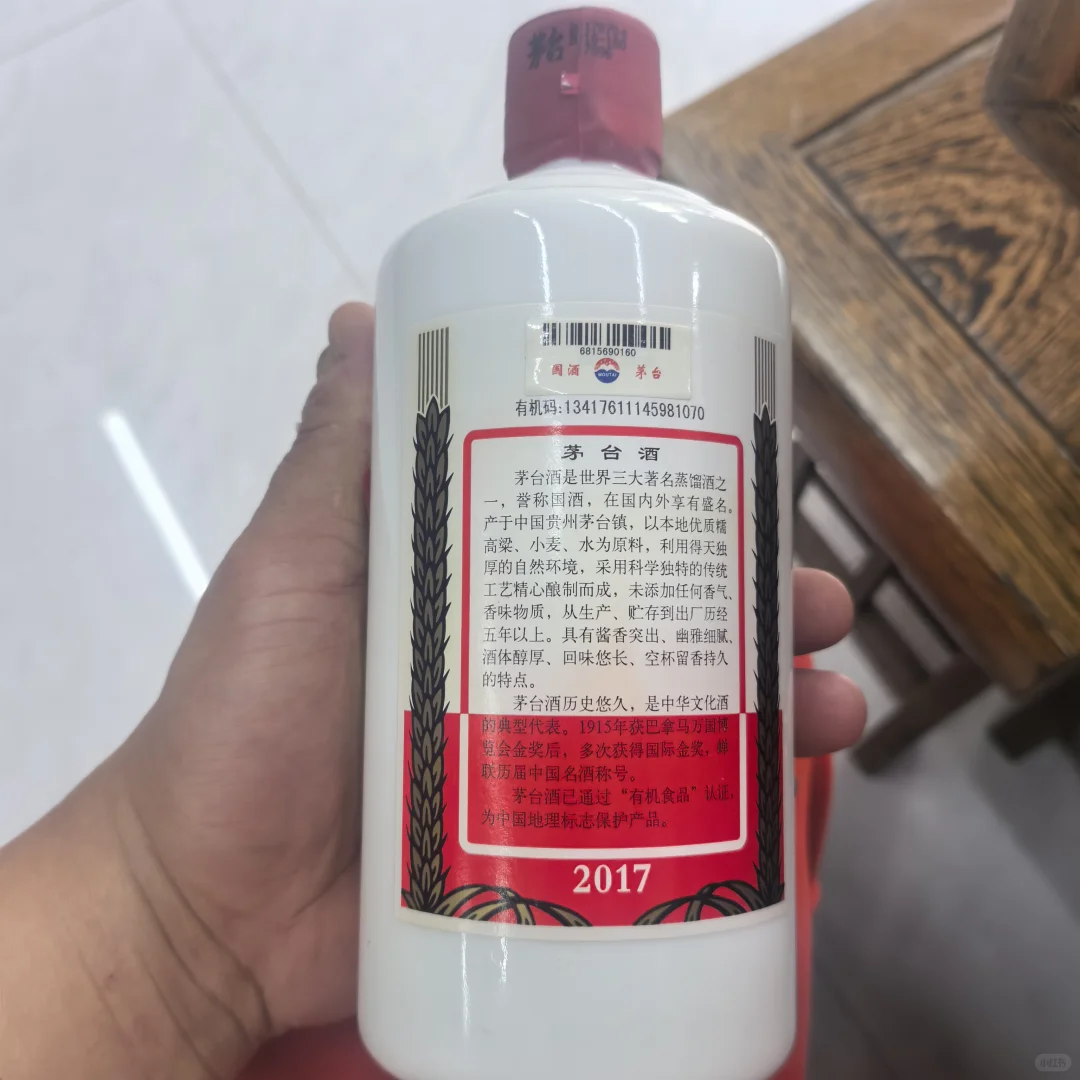 6815690160
国酒 MOUTAI 茅台
有机码:13417611145981070
茅台酒
茅台酒是世界三大著名蒸馏酒之
一，誉称国酒，在国内外享有盛名。
产于中国贵州茅台镇，以本地优质糯
高粱、小麦、水为原料，利用得天独
厚的自然环境，采用科学独特的传统
工艺精心酿制而成，未添加任何香气、
香味物质，从生产、贮存到出厂历经
五年以上。具有酱香突出、幽雅细腻、
酒体醇厚、回味悠长、空杯留香持久
的特点。
茅台酒历史悠久，是中华文化酒
的典型代表。1915年获巴拿马万国博
览会金奖后，多次获得国际金奖，蝉
联历届中国名酒称号。
茅台酒已通过“有机食品”认证，
为中国地理标志保护产品。
2017
小红书